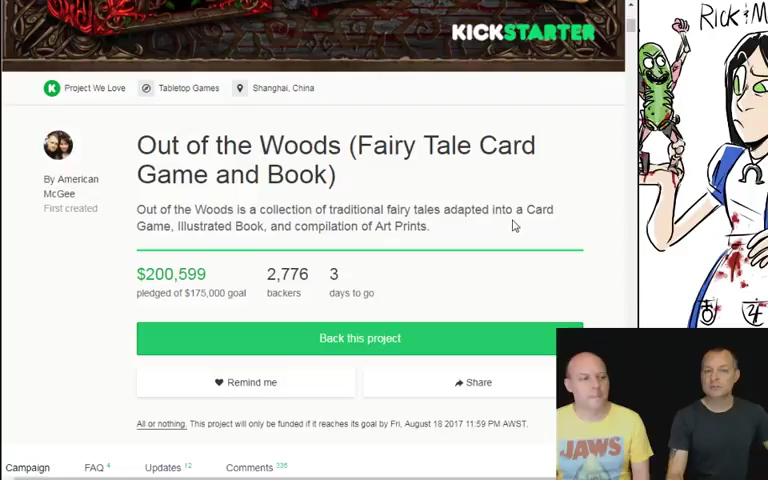 KICKSTARTER
Rick & M
Project We Love
Tabletop Games
Shanghai, China
Out of the Woods (Fairy Tale Card
Game and Book)
By American
McGee
First created
Out of the Woods is a collection of traditional fairy tales adapted into a Card
Game, Illustrated Book, and compilation of Art Prints.
$200,599
2,776
3
pledged of $175,000 goal
backers
days to go
Back this project
Remind me
Share
All or nothing. This project will only be funded if it reaches its goal by Fri, August 18 2017 11:59 PM AWST.
JAWS
Campaign
FAQ 4
Updates 12
Comments 336